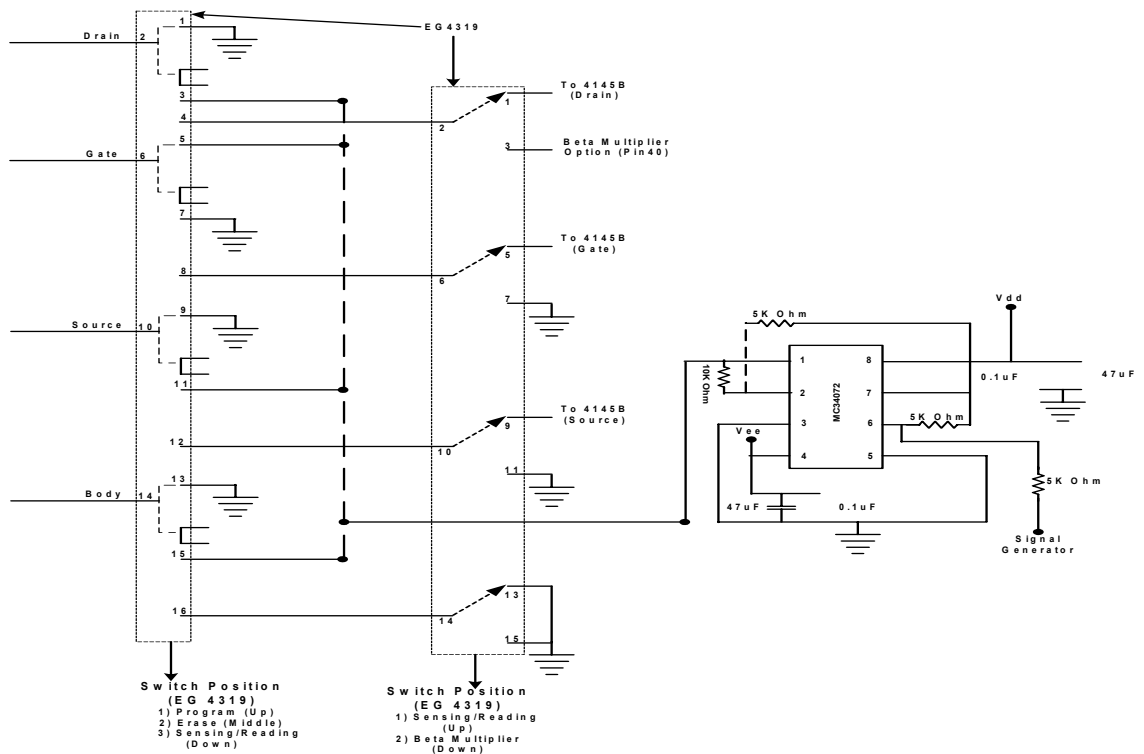 EG4319
Drain 2
1
3
4
5
Gate 6
7
8
9
Source 10
11
12
13
Body 14
15
16
Switch Position
(EG 4319)
1) Program (Up)
2) Erase (Middle)
3) Sensing/Reading
(Down)
To 4145B
(Drain)
1
2
3
Beta Multiplier
Option (Pin40)
To 4145B
(Gate)
5
6
7
To 4145B
(Source)
9
10
11
13
14
15
Switch Position
(EG 4319)
1) Sensing/Reading
(Up)
2) Beta Multiplier
(Down)
Vdd
5K Ohm
10K Ohm
1
2
3
4
MC34072
8
7
6
5
0.1uF
47uF
5K Ohm
Vee
47uF
0.1uF
5K Ohm
Signal
Generator